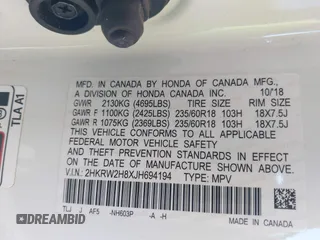 MFD. IN CANADA BY HONDA OF CANADA MFG.,
A DIVISION OF HONDA CANADA INC. 10/18
GVWR 2130KG (4695LBS) TIRE SIZE RIM SIZE
GAWR F 1100KG (2425LBS) 235/60R18 103H 18X7.5J
GAWR R 1075KG (2369LBS) 235/60R18 103H 18X7.5J
THIS VEHICLE CONFORMS TO ALL APPLICABLE
FEDERAL MOTOR VEHICLE SAFETY
AND THEFT PREVENTION STANDARDS IN EFFECT
ON THE DATE OF MANUFACTURE SHOWN ABOVE.
V.I.N.: 2HKRW2H8XJH694194 TYPE: MPV
TLJ J AF5 -NH603P -A -H
TLA A1
DREAMBID